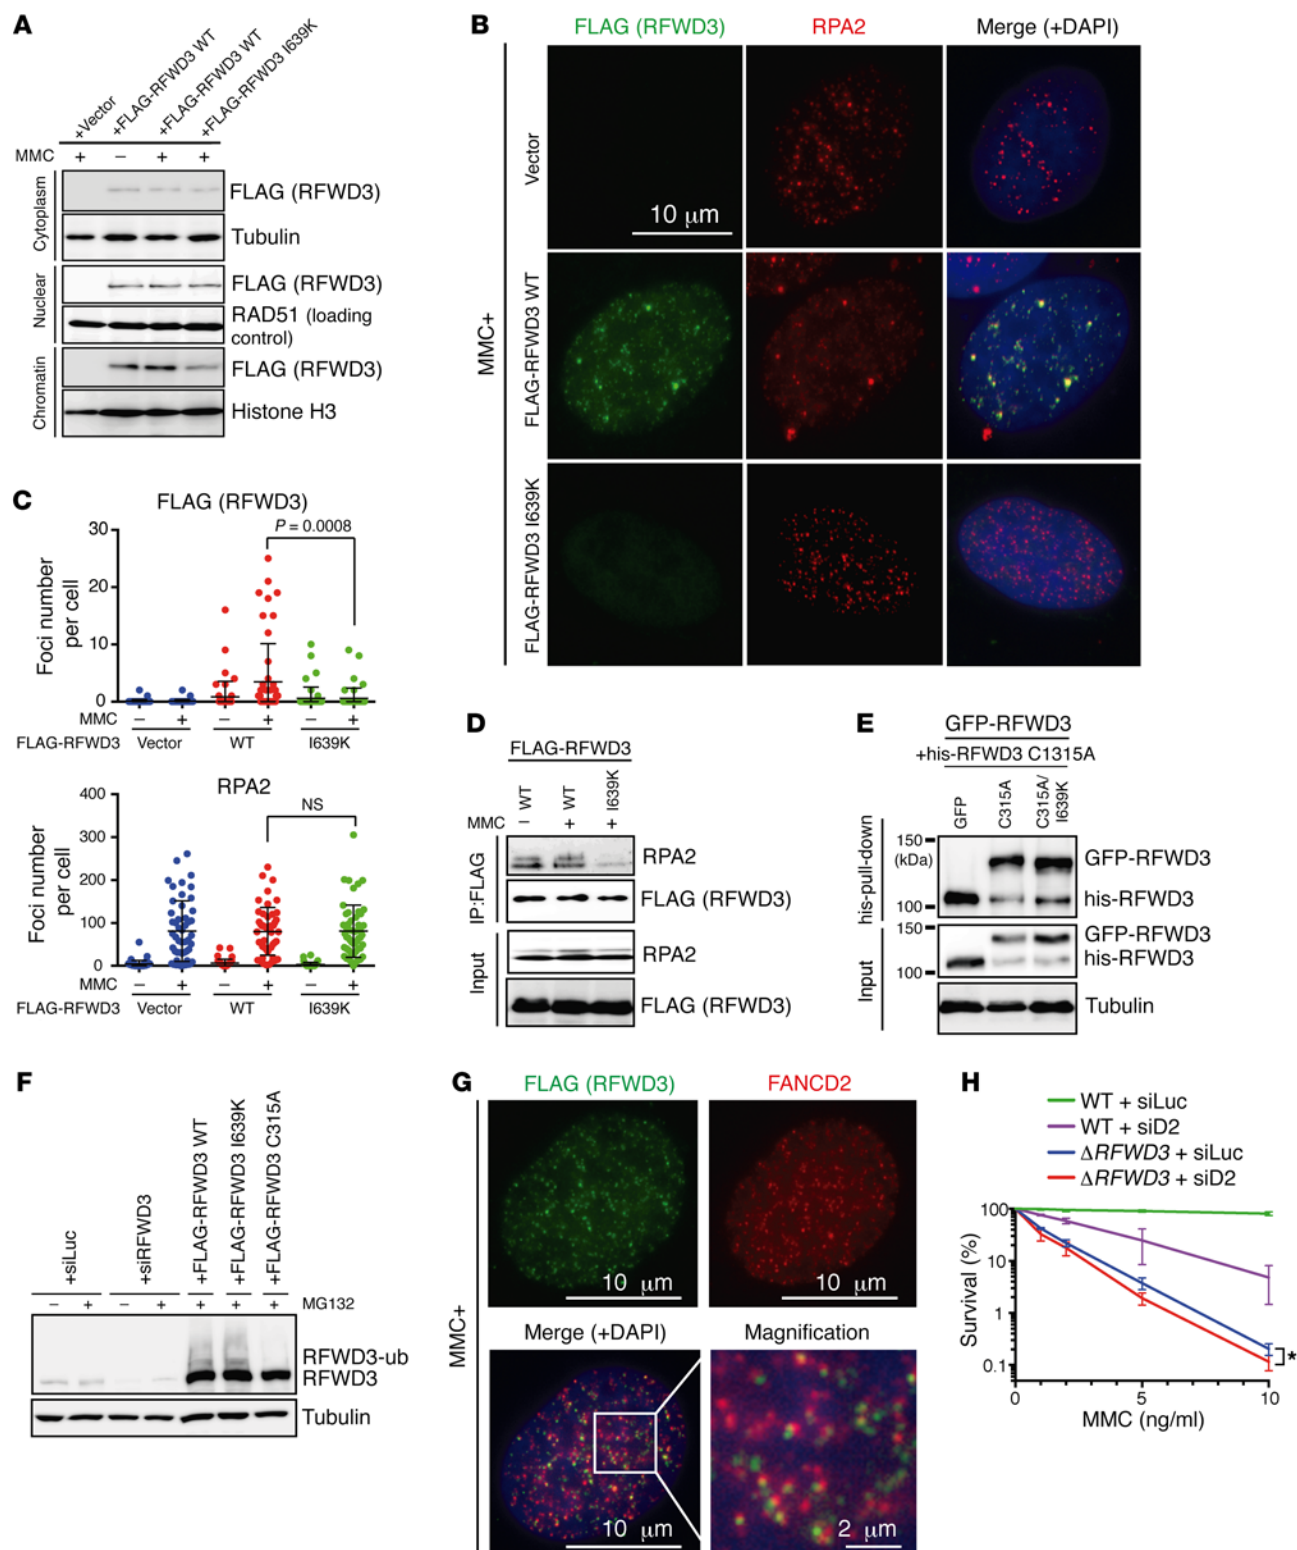 A
+Vector
+FLAG-RFWD3 WT
+FLAG-RFWD3 WT
+FLAG-RFWD3 I639K
MMC + – + +
Cytoplasm
FLAG (RFWD3)
Tubulin
Nuclear
FLAG (RFWD3)
RAD51 (loading control)
Chromatin
FLAG (RFWD3)
Histone H3
B
FLAG (RFWD3) RPA2 Merge (+DAPI)
MMC+
Vector
10 μm
FLAG-RFWD3 WT
FLAG-RFWD3 I639K
C
FLAG (RFWD3)
P = 0.0008
Foci number per cell
30
20
10
0
MMC – + – + – +
FLAG-RFWD3 Vector WT I639K
RPA2
NS
Foci number per cell
400
300
200
100
0
MMC – + – + – +
FLAG-RFWD3 Vector WT I639K
D
FLAG-RFWD3
WT WT I639K
MMC – + +
IP:FLAG
RPA2
FLAG (RFWD3)
Input
RPA2
FLAG (RFWD3)
E
GFP-RFWD3
+his-RFWD3 C1315A
GFP
C315A
C315A/I639K
his-pull-down
150
(kDa)
100
GFP-RFWD3
his-RFWD3
Input
150
100
GFP-RFWD3
his-RFWD3
Tubulin
F
+siLuc
+siRFWD3
+FLAG-RFWD3 WT
+FLAG-RFWD3 I639K
+FLAG-RFWD3 C315A
– + – + + + + MG132
RFWD3-ub
RFWD3
Tubulin
G
FLAG (RFWD3) FANCD2
MMC+
10 μm 10 μm
Merge (+DAPI) Magnification
10 μm 2 μm
H
WT + siLuc
WT + siD2
ΔRFWD3 + siLuc
ΔRFWD3 + siD2
Survival (%)
100
10
1
0.1
*
0 5 10
MMC (ng/ml)